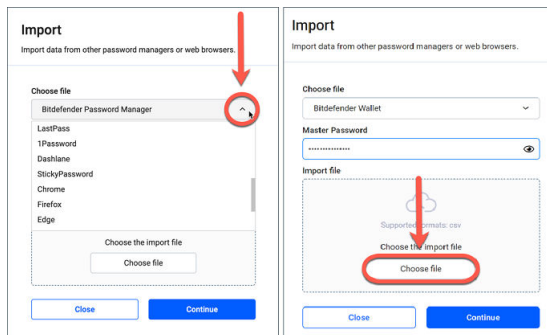 Import
Import data from other password managers or web browsers.
Choose file
Bitdefender Password Manager
LastPass
1Password
Dashlane
StickyPassword
Chrome
Firefox
Edge
Choose the import file
Choose file
Close
Continue
Import
Import data from other password managers or web browsers.
Choose file
Bitdefender Wallet
Master Password
Import file
Supported formats: csv
Choose the import file
Choose file
Close
Continue